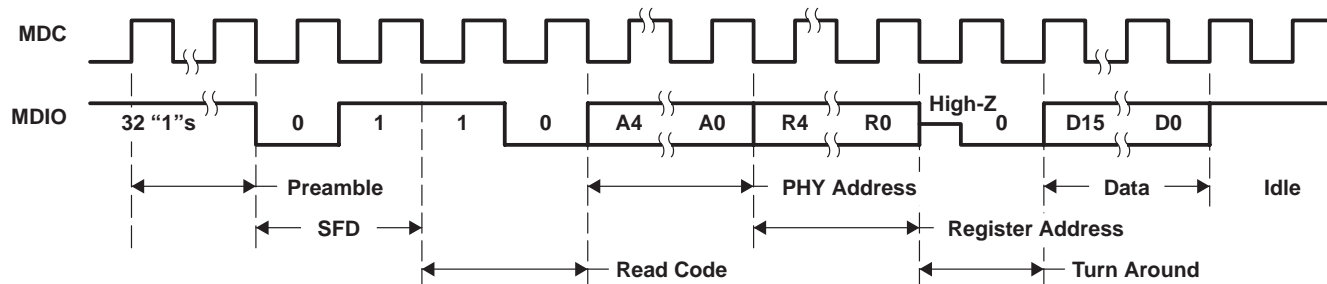 MDC
MDIO
32 “1”s
0
1
1
0
A4
A0
R4
R0
High-Z
0
D15
D0
Preamble
PHY Address
Data
Idle
SFD
Register Address
Read Code
Turn Around